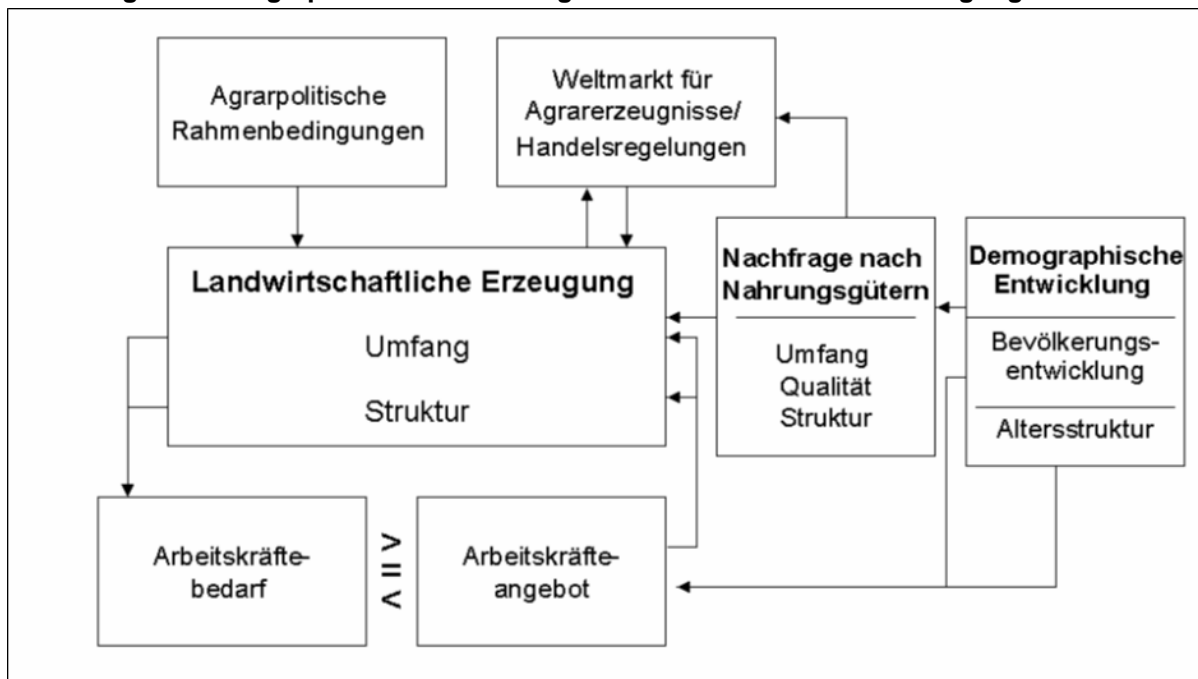 Agrarpolitische
Rahmenbedingungen
Weltmarkt für
Agrarerzeugnisse/
Handelsregelungen
Landwirtschaftliche Erzeugung
Umfang
Struktur
Nachfrage nach
Nahrungsgütern
Umfang
Qualität
Struktur
Demographische
Entwicklung
Bevölkerungs-
entwicklung
Altersstruktur
Arbeitskräfte-
bedarf
> = <
Arbeitskräfte-
angebot